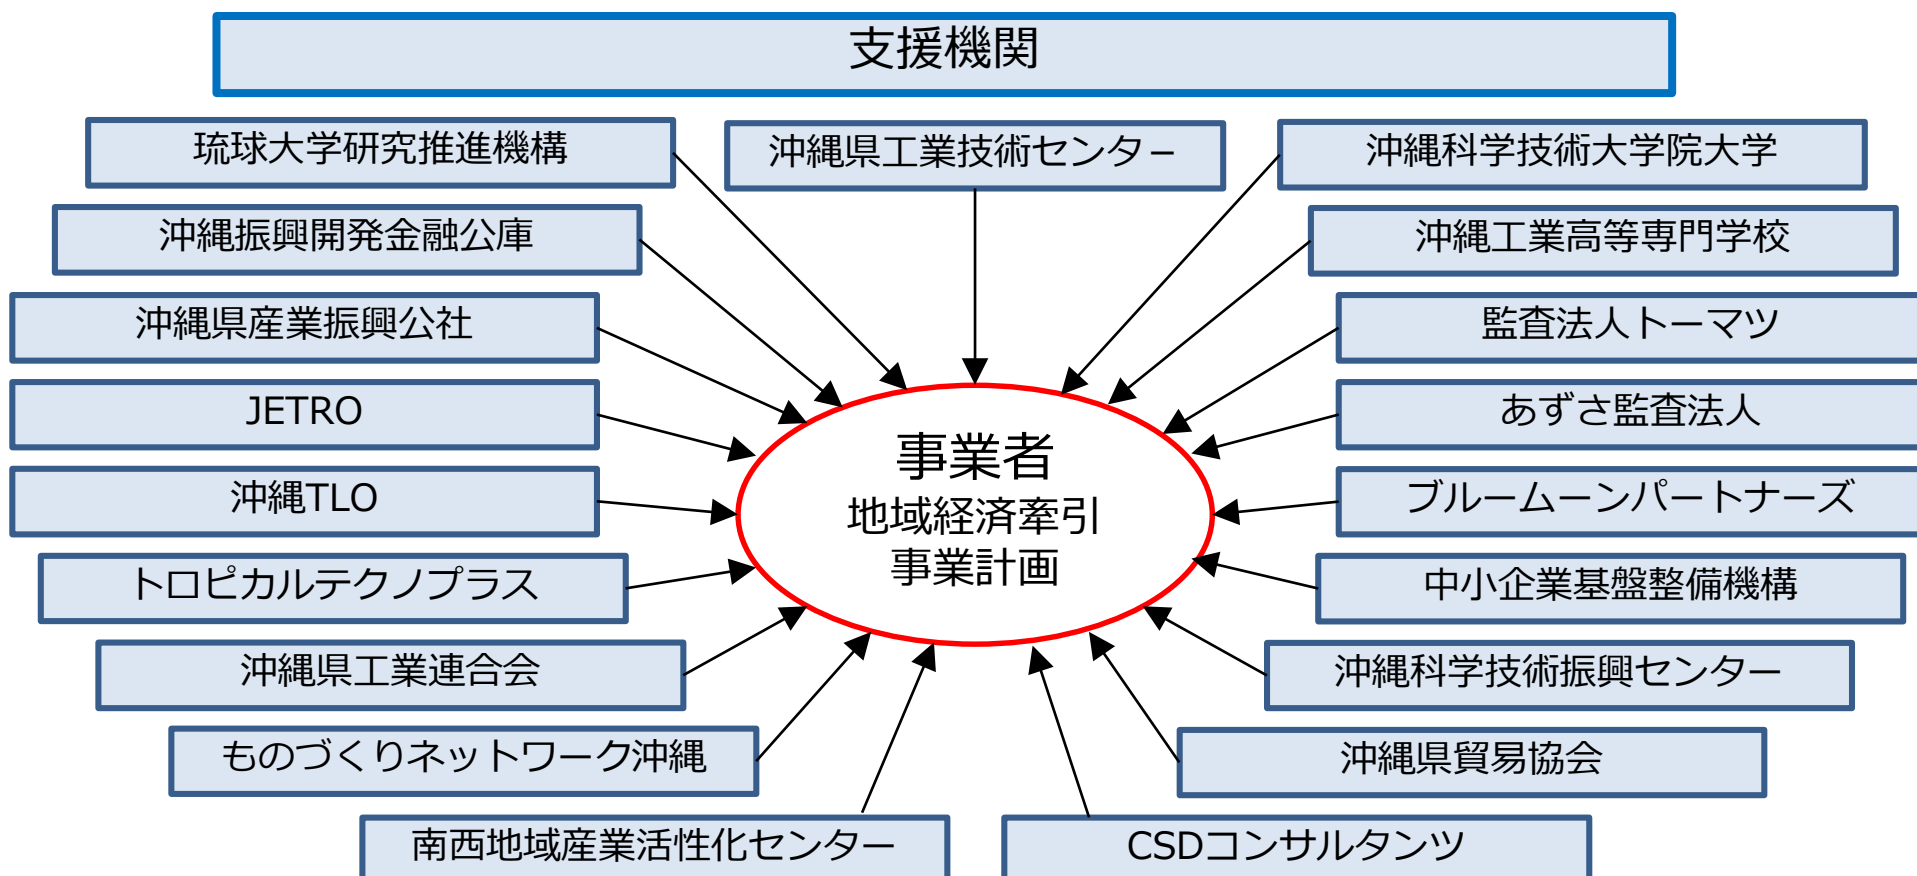 支援機関
琉球大学研究推進機構
沖縄県工業技術センター
沖縄科学技術大学院大学
沖縄振興開発金融公庫
沖縄工業高等専門学校
沖縄県産業振興公社
監査法人トーマツ
JETRO
あずさ監査法人
事業者
地域経済牽引
事業計画
沖縄TLO
ブルームーンパートナーズ
トロピカルテクノプラス
中小企業基盤整備機構
沖縄県工業連合会
沖縄科学技術振興センター
ものづくりネットワーク沖縄
沖縄県貿易協会
南西地域産業活性化センター
CSDコンサルタンツ